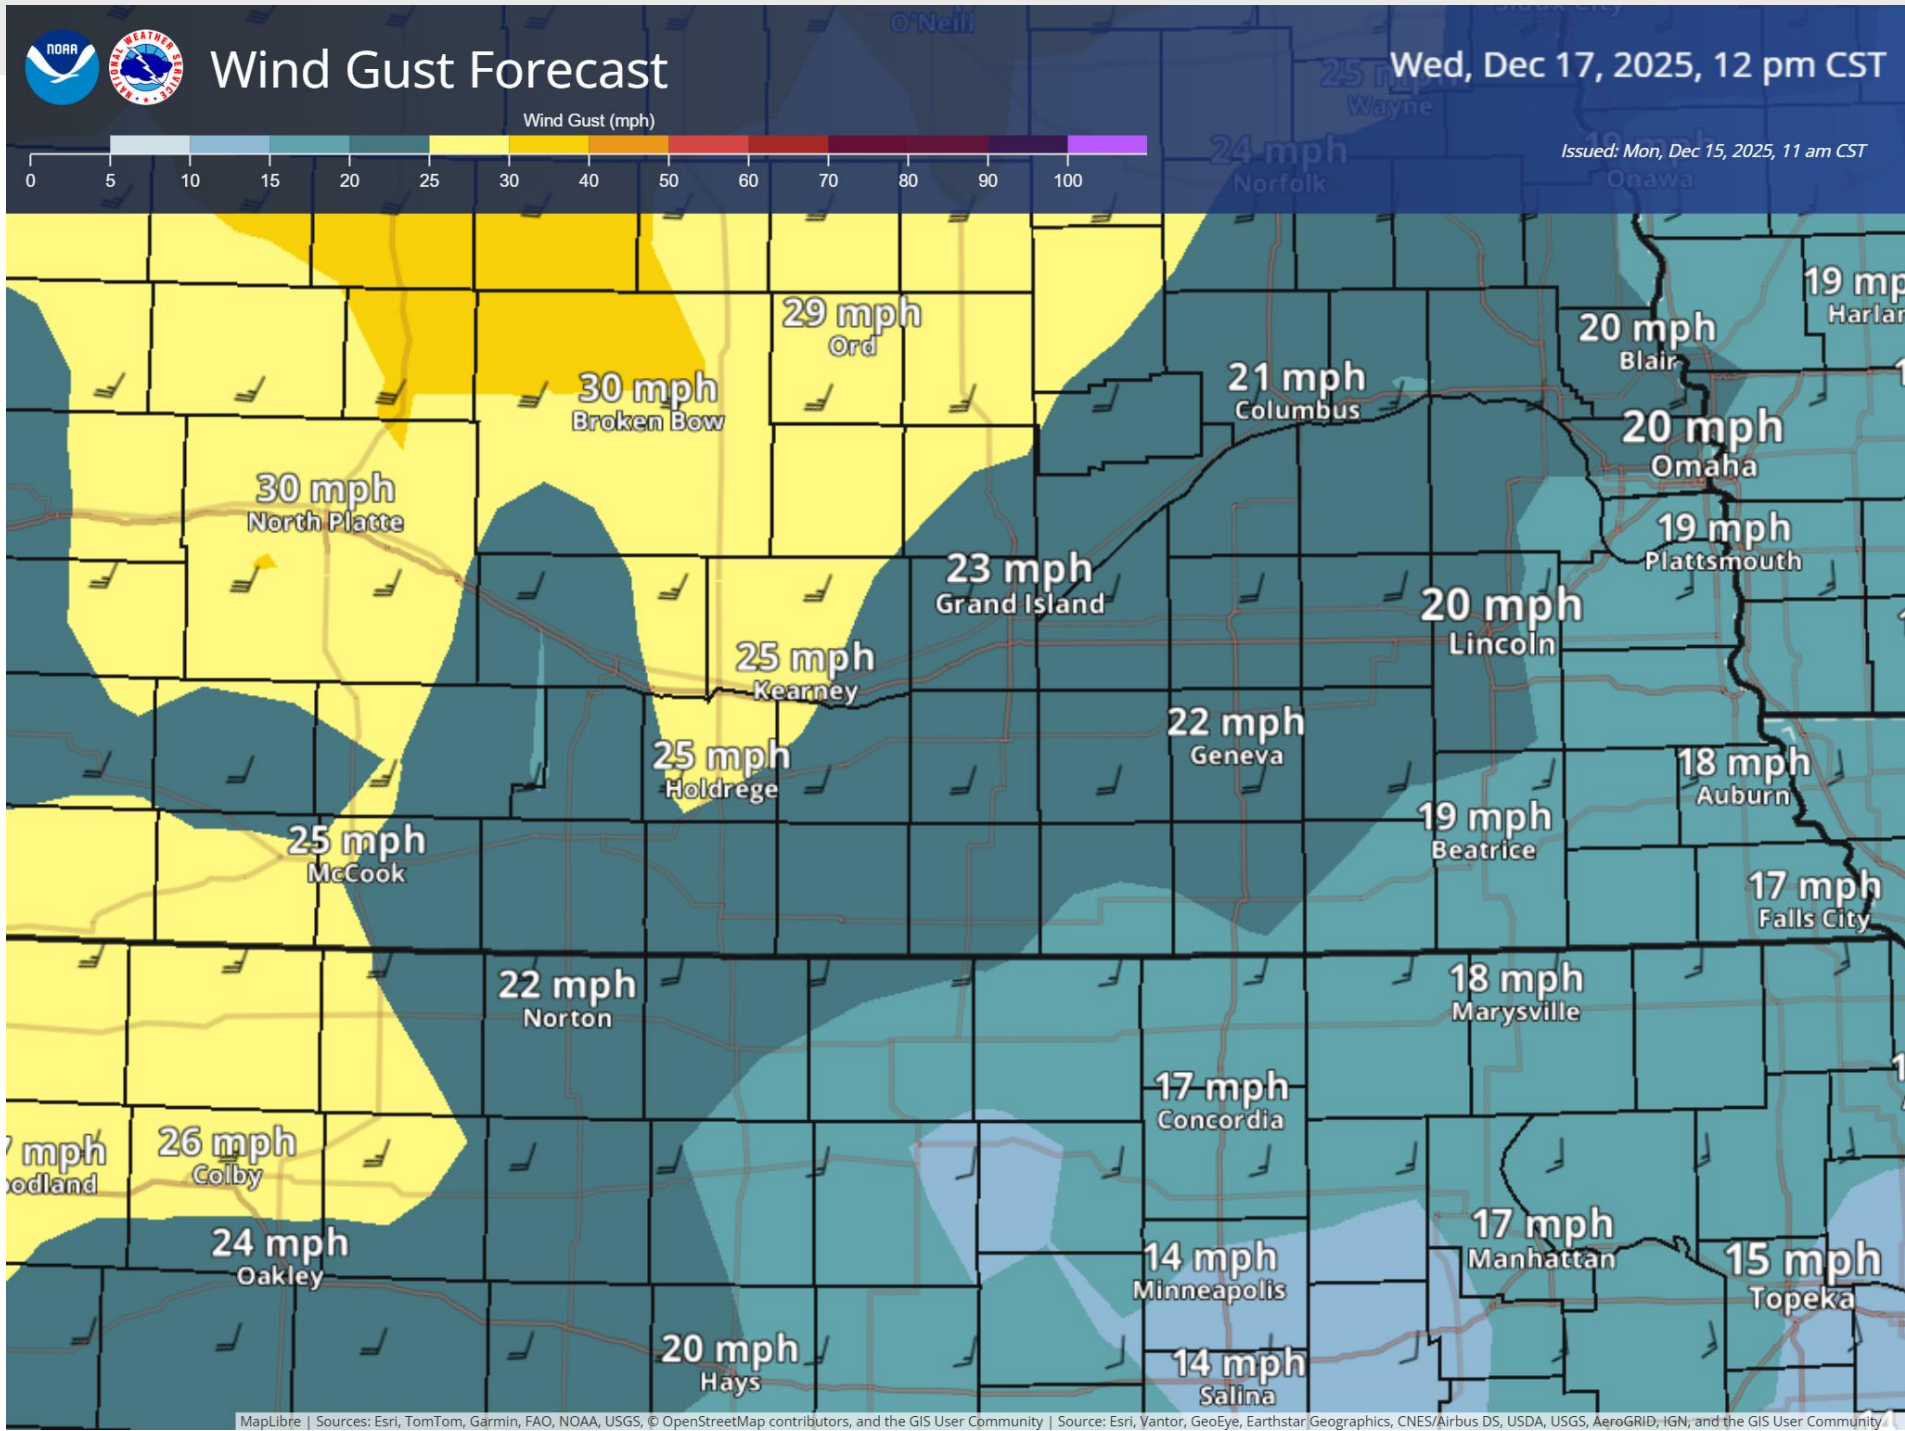 O'Neill
Sioux City
NOAA
NATIONAL WEATHER SERVICE
Wind Gust Forecast
Wed, Dec 17, 2025, 12 pm CST
25 mph
Wayne
Wind Gust (mph)
0 5 10 15 20 25 30 40 50 60 70 80 90 100
24 mph
Norfolk
19 mph
Onawa
Issued: Mon, Dec 15, 2025, 11 am CST
19 mp
Harlan
29 mph
Ord
20 mph
Blair
30 mph
Broken Bow
21 mph
Columbus
20 mph
Omaha
30 mph
North Platte
19 mph
Plattsmouth
23 mph
Grand Island
20 mph
Lincoln
25 mph
Kearney
22 mph
Geneva
25 mph
Holdrege
18 mph
Auburn
25 mph
McCook
19 mph
Beatrice
17 mph
Falls City
22 mph
Norton
18 mph
Marysville
17 mph
Concordia
mph
odland
26 mph
Colby
24 mph
Oakley
14 mph
Minneapolis
17 mph
Manhattan
15 mph
Topeka
20 mph
Hays
14 mph
Salina
MapLibre | Sources: Esri, TomTom, Garmin, FAO, NOAA, USGS, © OpenStreetMap contributors, and the GIS User Community | Source: Esri, Vantor, GeoEye, Earthstar Geographics, CNES/Airbus DS, USDA, USGS, AeroGRID, IGN, and the GIS User Community